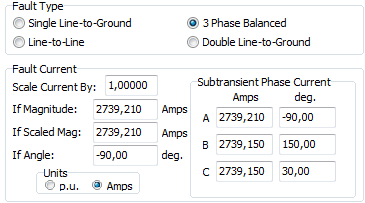 Fault Type
Single Line-to-Ground 3 Phase Balanced
Line-to-Line Double Line-to-Ground
Fault Current
Scale Current By: 1,00000
If Magnitude: 2739,210 Amps
If Scaled Mag: 2739,210 Amps
If Angle: -90,00 deg.
Units
p.u. Amps
Subtransient Phase Current
Amps deg.
A 2739,210 -90,00
B 2739,150 150,00
C 2739,150 30,00